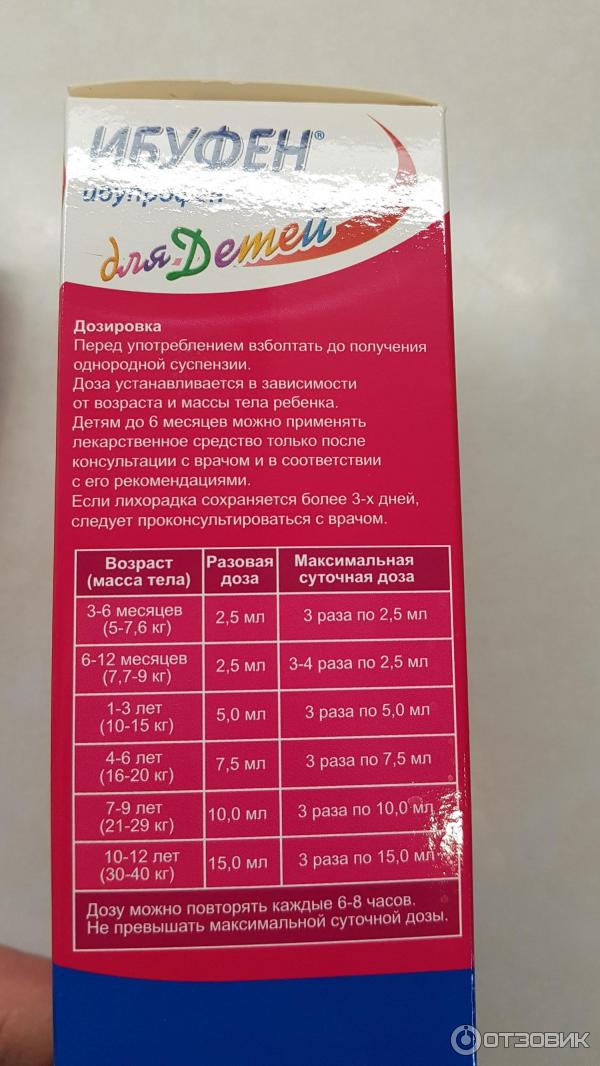 ИБУФЕН®
ибупрофен
для Детей
Дозировка
Перед употреблением взболтать до получения
однородной суспензии.
Доза устанавливается в зависимости
от возраста и массы тела ребенка.
Детям до 6 месяцев можно применять
лекарственное средство только после
консультации с врачом и в соответствии
с его рекомендациями.
Если лихорадка сохраняется более 3-х дней,
следует проконсультироваться с врачом.
Возраст (масса тела) Разовая доза Максимальная суточная доза
3-6 месяцев (5-7,6 кг) 2,5 мл 3 раза по 2,5 мл
6-12 месяцев (7,7-9 кг) 2,5 мл 3-4 раза по 2,5 мл
1-3 лет (10-15 кг) 5,0 мл 3 раза по 5,0 мл
4-6 лет (16-20 кг) 7,5 мл 3 раза по 7,5 мл
7-9 лет (21-29 кг) 10,0 мл 3 раза по 10,0 мл
10-12 лет (30-40 кг) 15,0 мл 3 раза по 15,0 мл
Дозу можно повторять каждые 6-8 часов.
Не превышать максимальной суточной дозы.
ОТЗОВИК